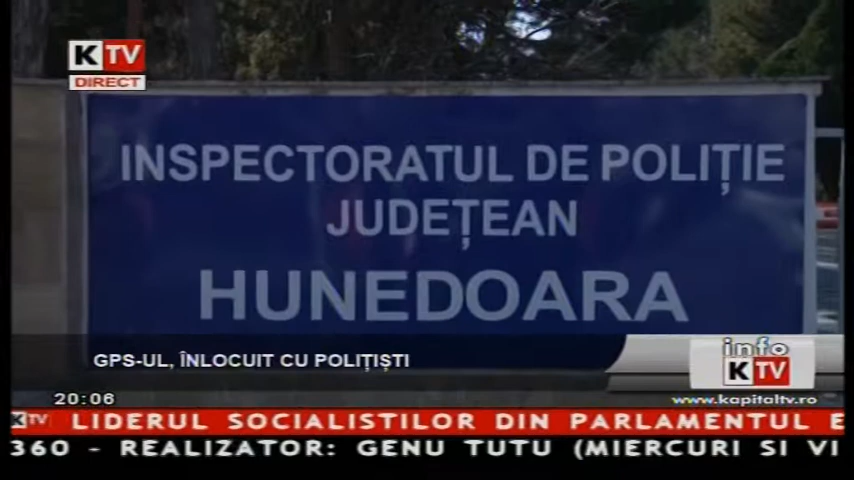 KTV
DIRECT
INSPECTORATUL DE POLIȚIE
JUDEȚEAN
HUNEDOARA
GPS-UL, ÎNLOCUIT CU POLIȚIȘTI
info
KTV
20:06
www.kapitaltv.ro
KTV LIDERUL SOCIALISTILOR DIN PARLAMENTUL E
360 - REALIZATOR: GENU TUTU (MIERCURI SI VI